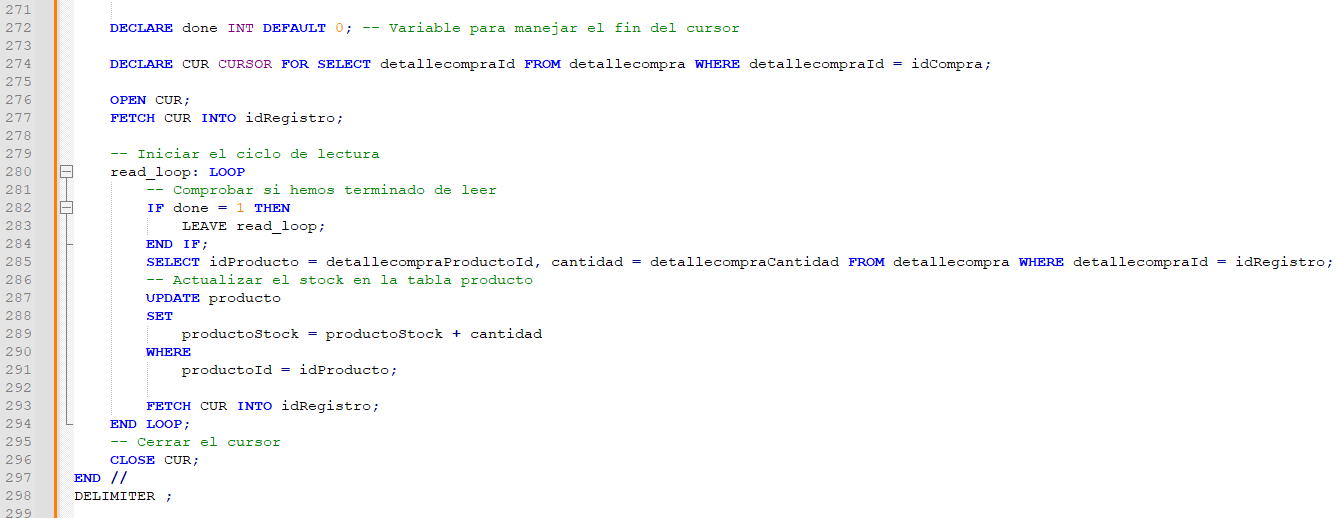 271
272 DECLARE done INT DEFAULT 0; -- Variable para manejar el fin del cursor
273
274 DECLARE CUR CURSOR FOR SELECT detallecompraId FROM detallecompra WHERE detallecompraId = idCompra;
275
276 OPEN CUR;
277 FETCH CUR INTO idRegistro;
278
279 -- Iniciar el ciclo de lectura
280 read_loop: LOOP
281 -- Comprobar si hemos terminado de leer
282 IF done = 1 THEN
283 LEAVE read_loop;
284 END IF;
285 SELECT idProducto = detallecompraProductoId, cantidad = detallecompraCantidad FROM detallecompra WHERE detallecompraId = idRegistro;
286 -- Actualizar el stock en la tabla producto
287 UPDATE producto
288 SET
289 productoStock = productoStock + cantidad
290 WHERE
291 productoId = idProducto;
292
293 FETCH CUR INTO idRegistro;
294 END LOOP;
295 -- Cerrar el cursor
296 CLOSE CUR;
297 END //
298 DELIMITER ;
299